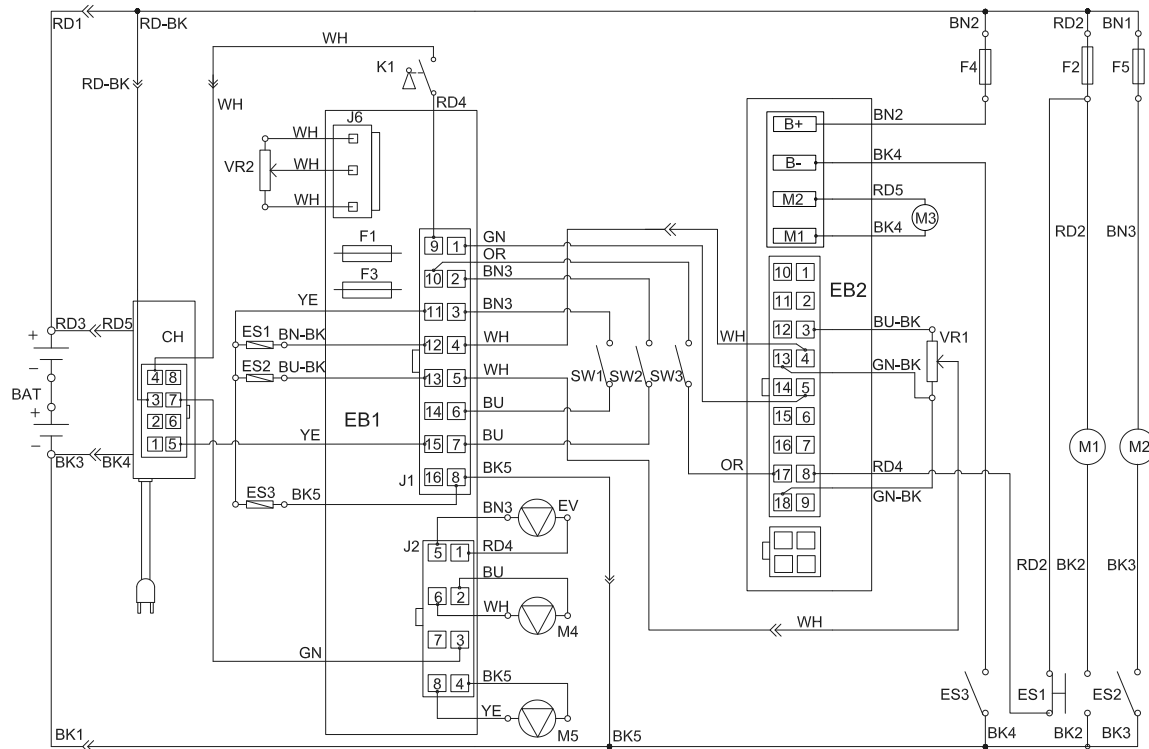 RD1 RD-BK BN2 RD2 BN1
WH
K1 F4 F2 F5
RD-BK WH RD4
J6
WH BN2
B+
VR2 WH B- BK4
WH M2 RD5
M3
M1 BK4
F1 9 1 GN RD2 BN3
OR
F3 10 2 BN3 10 1
EB2
YE 11 3 BN3 11 2
RD3 RD5 CH ES1 BN-BK 12 4 WH WH 12 3 BU-BK VR1
+
- 13 4 GN-BK
4 8 ES2 BU-BK 13 5 WH SW1 SW2 SW3 14 5
BAT 3 7 EB1 14 6 BU 15 6
+
2 6
- 1 5 YE 15 7 BU 16 7 M1 M2
BK3 BK4 OR 17 8 RD4
J1 16 8 BK5 18 9 GN-BK
ES3 BK5
BN3 EV
J2 5 1 RD4
BU RD2 BK2 BK3
6 2
WH M4
7 3 WH
GN
8 4 BK5 ES3 ES1 ES2
YE M5
BK1 BK5 BK4 BK2 BK3